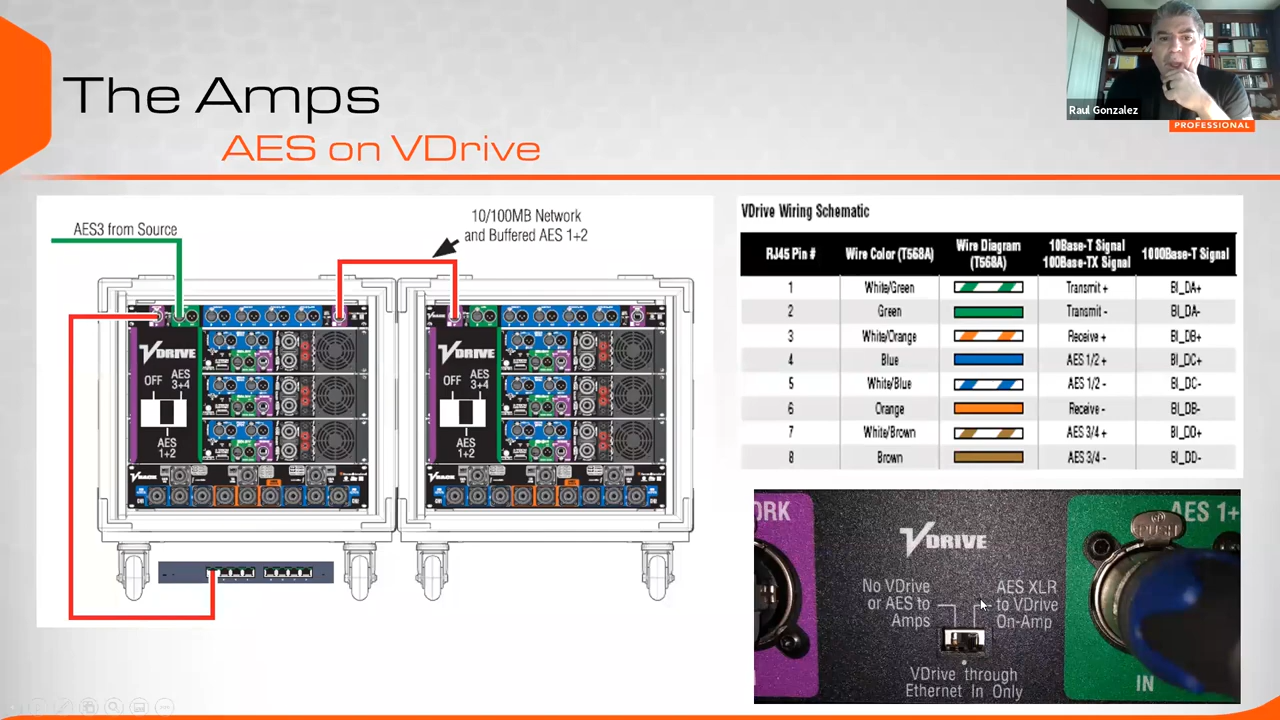 The Amps
AES on VDrive
Raul Gonzalez
PROFESSIONAL
AES3 from Source
10/100MB Network
and Buffered AES 1+2
VDRIVE
OFF AES
3+4
AES
1+2
VDRIVE
OFF AES
3+4
AES
1+2
VDrive Wiring Schematic
RJ45 Pin # Wire Color (T568A) Wire Diagram (T568A) 10Base-T Signal 100Base-TX Signal 1000Base-T Signal
1 White/Green Transmit + BI_DA+
2 Green Transmit - BI_DA-
3 White/Orange Receive + BI_DB+
4 Blue AES 1/2 + BI_DC+
5 White/Blue AES 1/2 - BI_DC-
6 Orange Receive - BI_DB-
7 White/Brown AES 3/4 + BI_DD+
8 Brown AES 3/4 - BI_DD-
ORK
VDRIVE
AES 1+
PUSH
No VDrive
or AES to
Amps
AES XLR
to VDrive
On-Amp
VDrive through
Ethernet In Only
IN